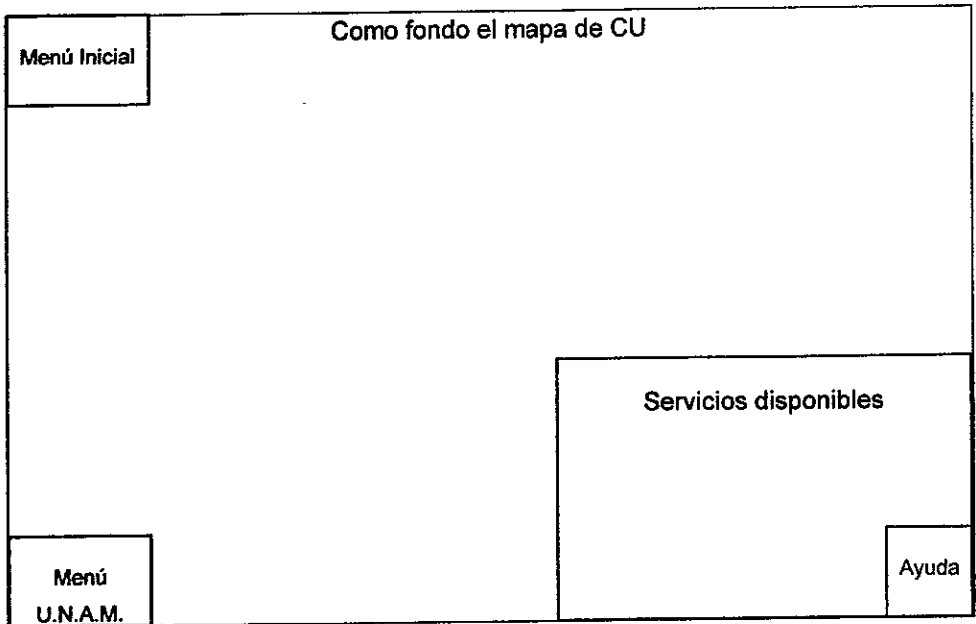 Como fondo el mapa de CU
Menú Inicial
Servicios disponibles
Ayuda
Menú
U.N.A.M.